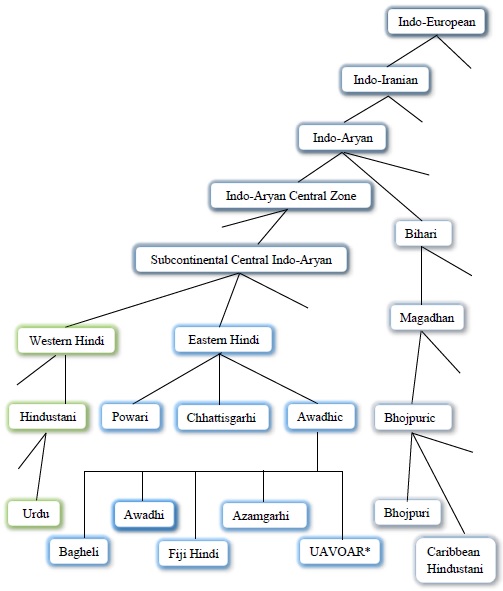 Indo-European
Indo-Iranian
Indo-Aryan
Indo-Aryan Central Zone
Bihari
Subcontinental Central Indo-Aryan
Magadhan
Western Hindi
Eastern Hindi
Hindustani
Powari
Chhattisgarhi
Awadhic
Bhojpuric
Urdu
Awadhi
Azamgarhi
Bhojpuri
Bagheli
Fiji Hindi
UAVOAR*
Caribbean
Hindustani